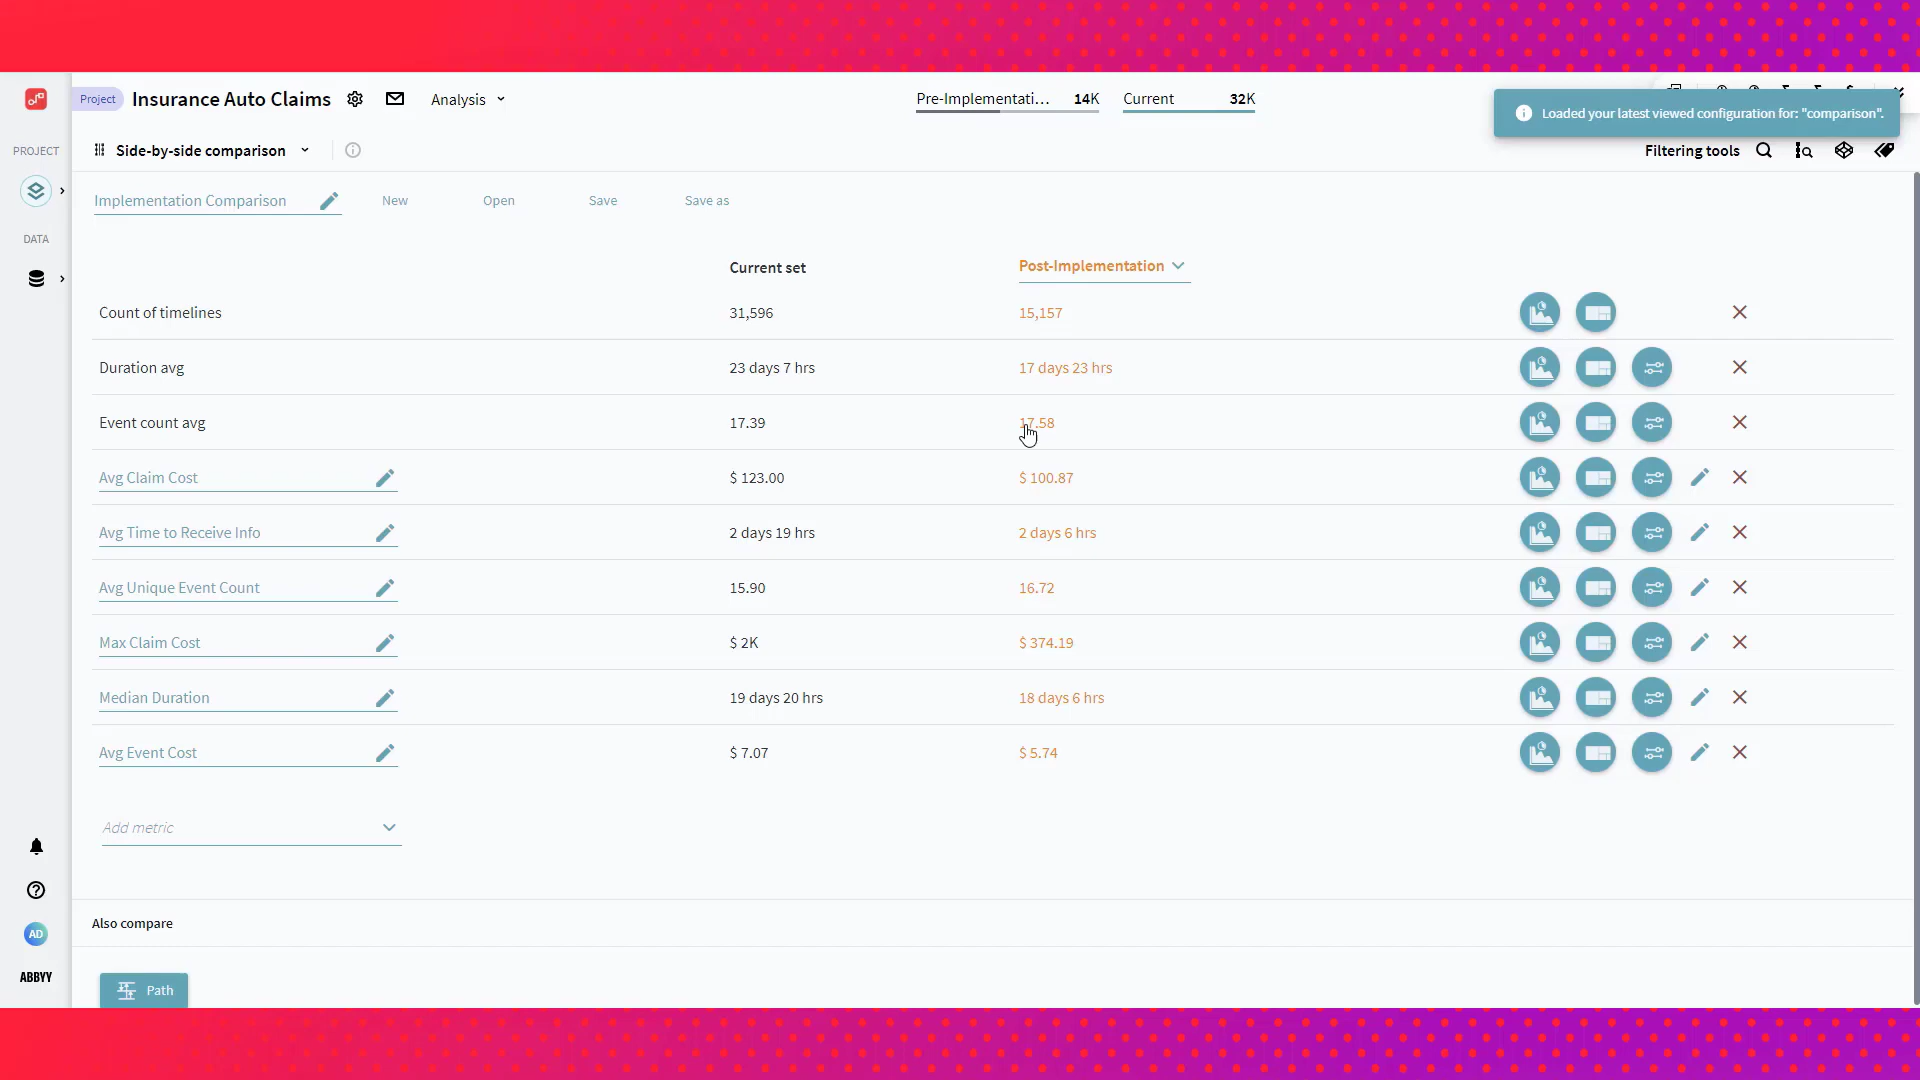 Project Insurance Auto Claims Analysis Pre-Implementati... 14K Current 32K
Loaded your latest viewed configuration for: "comparison".
PROJECT
Side-by-side comparison
Filtering tools
Implementation Comparison New Open Save Save as
DATA
Current set Post-Implementation
Count of timelines 31,596 15,157
Duration avg 23 days 7 hrs 17 days 23 hrs
Event count avg 17.39 17.58
Avg Claim Cost $ 123.00 $ 100.87
Avg Time to Receive Info 2 days 19 hrs 2 days 6 hrs
Avg Unique Event Count 15.90 16.72
Max Claim Cost $ 2K $ 374.19
Median Duration 19 days 20 hrs 18 days 6 hrs
Avg Event Cost $ 7.07 $ 5.74
Add metric
Also compare
AD
ABBYY
Path